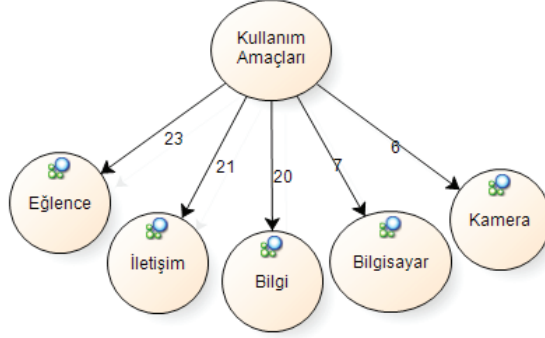 Kullanım
Amaçları
23
21
20
7
6
Eğlence
İletişim
Bilgi
Bilgisayar
Kamera